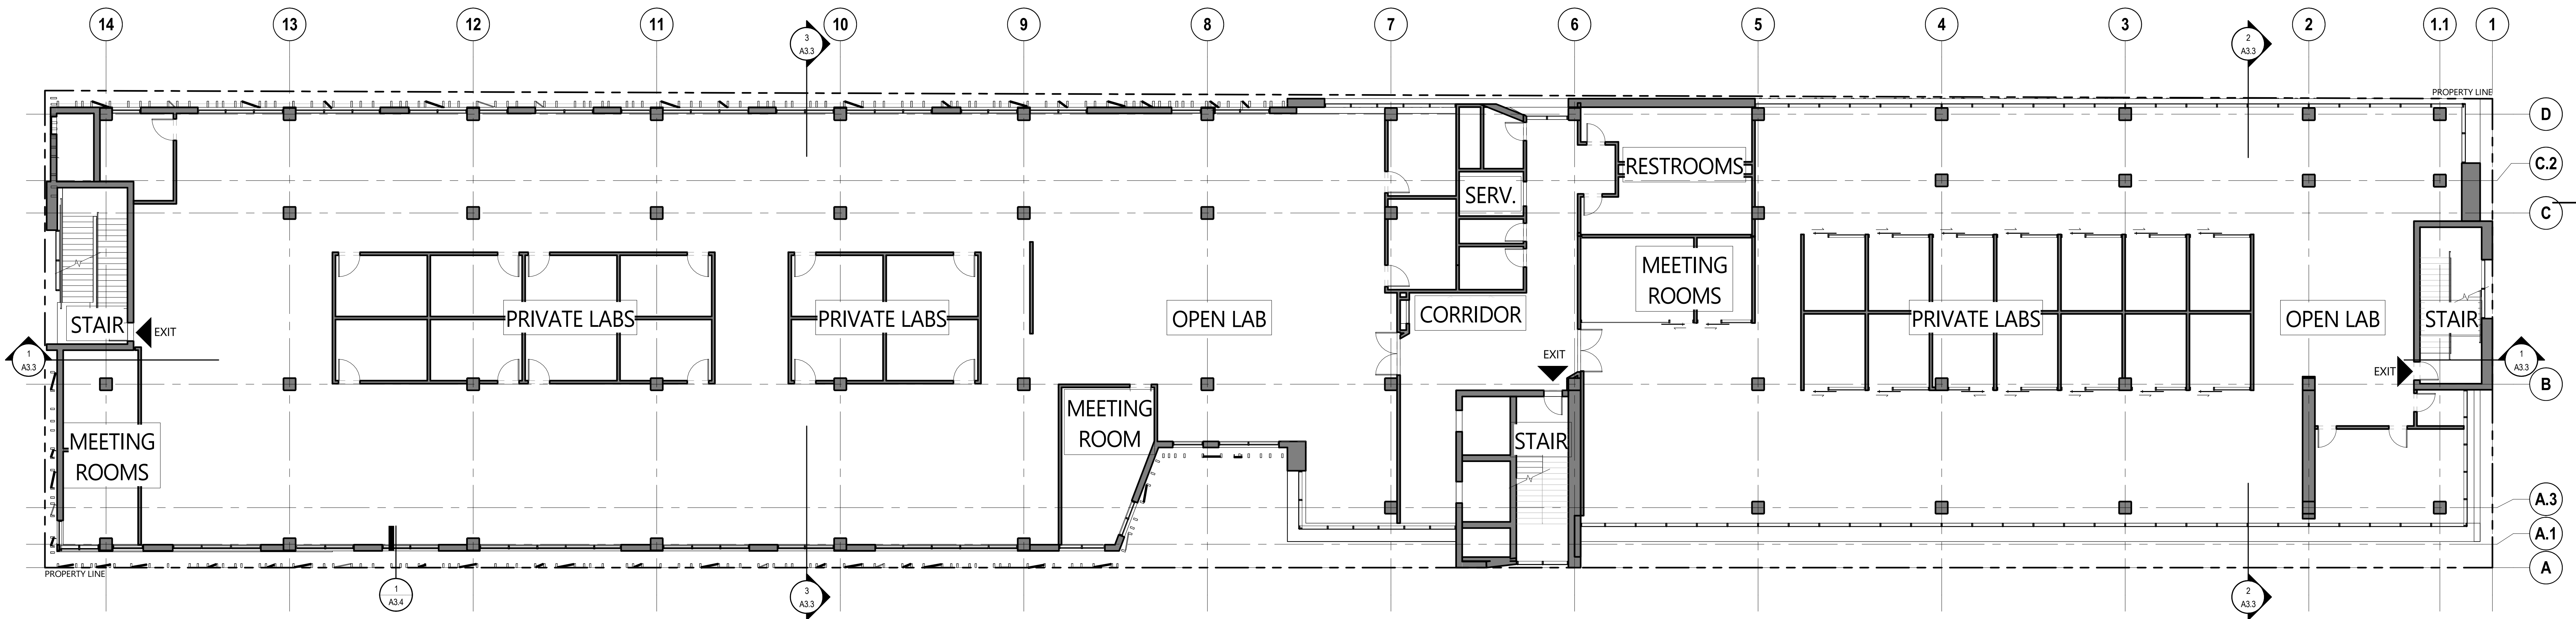 14 13 12 11 10 9 8 7 6 5 4 3 2 1.1 1
3
A3.3
2
A3.3
PROPERTY LINE
D
C.2
C
B
A.3
A.1
A
RESTROOMS
SERV.
MEETING
ROOMS
STAIR
EXIT
PRIVATE LABS
PRIVATE LABS
OPEN LAB
CORRIDOR
PRIVATE LABS
OPEN LAB
STAIR
1
A3.3
EXIT
EXIT
1
A3.3
MEETING
ROOMS
MEETING
ROOM
STAIR
PROPERTY LINE
1
A3.4
3
A3.3
2
A3.3